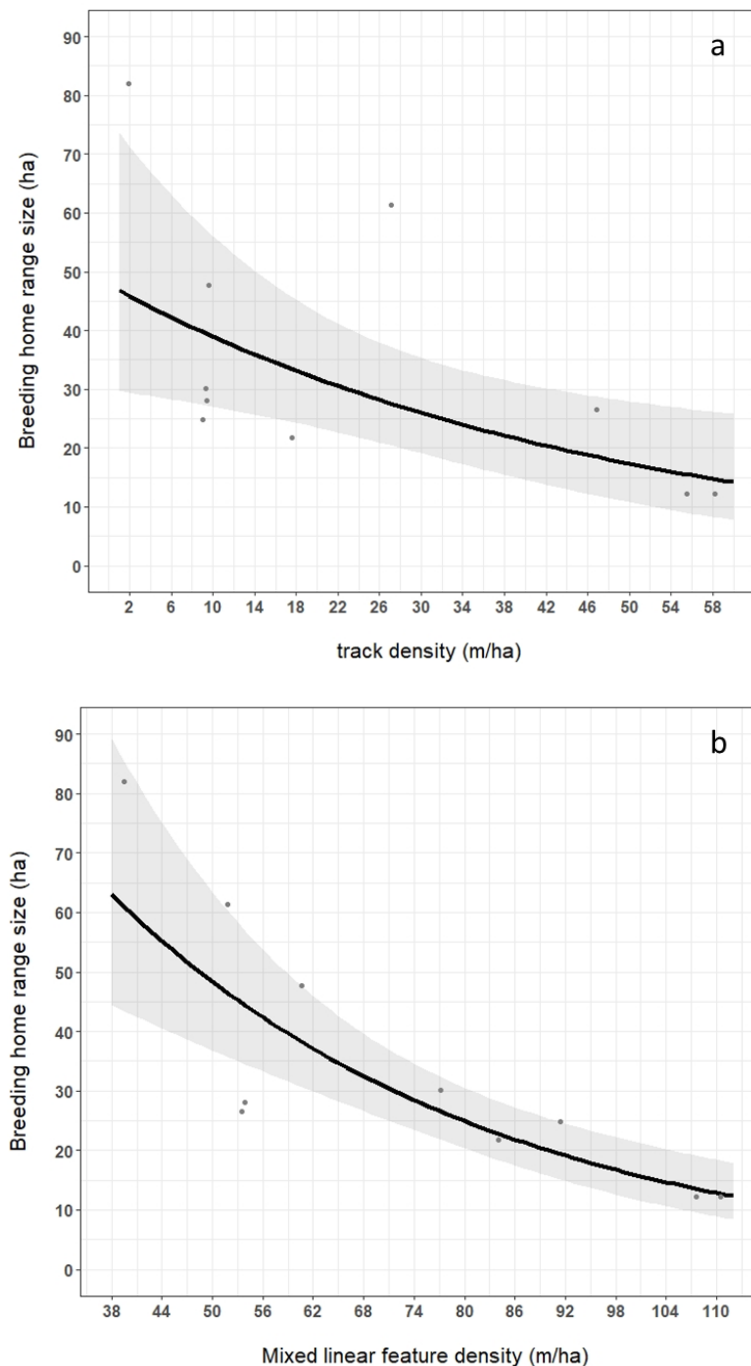 a
Breeding home range size (ha)
90
80
70
60
50
40
30
20
10
0
2 6 10 14 18 22 26 30 34 38 42 46 50 54 58
track density (m/ha)
b
Breeding home range size (ha)
90
80
70
60
50
40
30
20
10
0
38 44 50 56 62 68 74 80 86 92 98 104 110
Mixed linear feature density (m/ha)